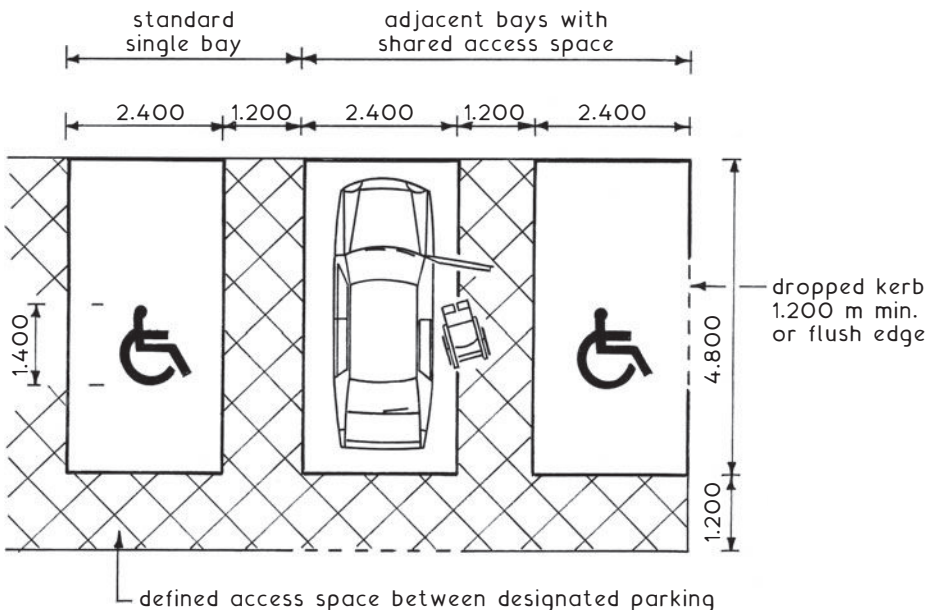 standard
single bay
adjacent bays with
shared access space
2.400
1.200
2.400
1.200
2.400
1.400
dropped kerb
1.200 m min.
or flush edge
4.800
1.200
defined access space between designated parking